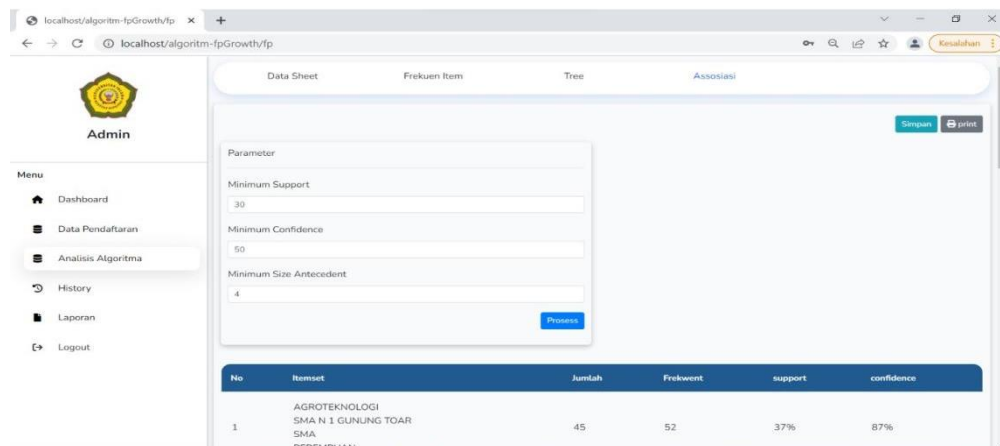 localhost/algoritm-fpGrowth/fp
localhost/algoritm-fpGrowth/fp
Kesalahan
Admin
Menu
Dashboard
Data Pendaftaran
Analisis Algoritma
History
Laporan
Logout
Data Sheet Frekuen Item Tree Assosiasi
Simpan print
Parameter
Minimum Support
30
Minimum Confidence
50
Minimum Size Antecedent
4
Prosess
No Itemset Jumlah Frekwent support confidence
AGROTEKNOLOGI
SMA N 1 GUNUNG TOAR
1 45 52 37% 87%
SMA
PEREMPUAN